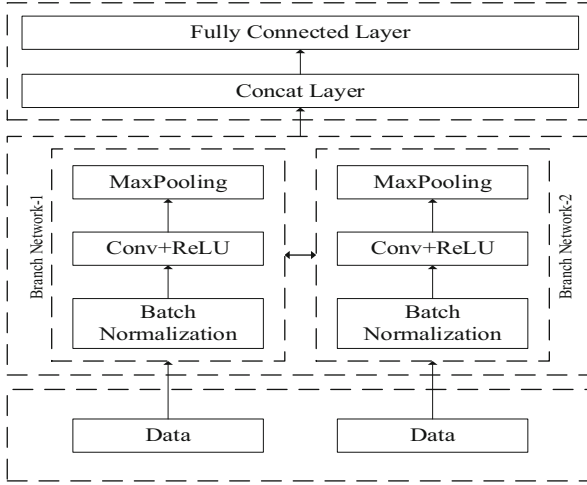 Fully Connected Layer
Concat Layer
Branch Network-1
MaxPooling
Conv+ReLU
Batch
Normalization
MaxPooling
Conv+ReLU
Batch
Normalization
Branch Network-2
Data
Data